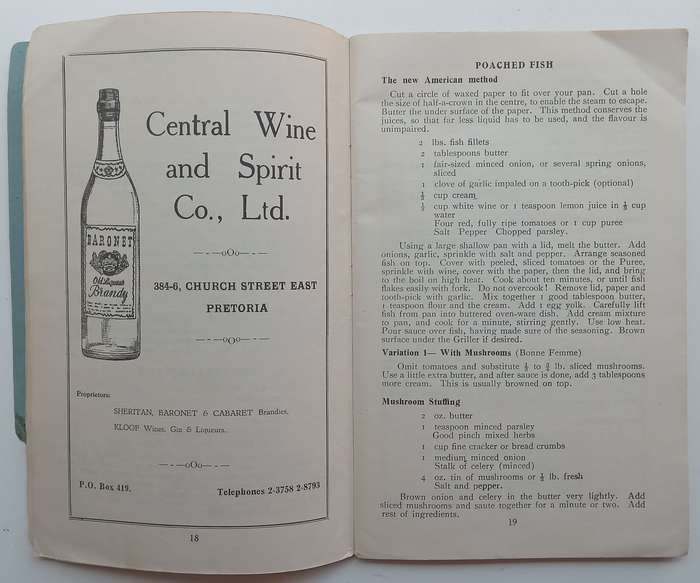 Central Wine
and Spirit
Co., Ltd.
BARONET
Old Liqueur
Brandy
——oOo——
384-6, CHURCH STREET EAST
PRETORIA
——oOo——
Proprietors:
SHERITAN, BARONET & CABARET Brandies.
KLOOF Wines, Gin & Liqueurs.
——oOo——
P.O. Box 419.
Telephones 2-3758 2-8793
18
POACHED FISH
The new American method
Cut a circle of waxed paper to fit over your pan. Cut a hole
the size of half-a-crown in the centre, to enable the steam to escape.
Butter the under surface of the paper. This method conserves the
juices, so that far less liquid has to be used, and the flavour is
unimpaired.
2 lbs. fish fillets
2 tablespoons butter
1 fair-sized minced onion, or several spring onions,
sliced
1 clove of garlic impaled on a tooth-pick (optional)
½ cup cream
½ cup white wine or 1 teaspoon lemon juice in ½ cup
water
Four red, fully ripe tomatoes or 1 cup puree
Salt Pepper Chopped parsley.
Using a large shallow pan with a lid, melt the butter. Add
onions, garlic, sprinkle with salt and pepper. Arrange seasoned
fish on top. Cover with peeled, sliced tomatoes or the Puree,
sprinkle with wine, cover with the paper, then the lid, and bring
to the boil on high heat. Cook about ten minutes, or until fish
flakes easily with fork. Do not overcook! Remove lid, paper and
tooth-pick with garlic. Mix together 1 good tablespoon butter,
1 teaspoon flour and the cream. Add 1 egg yolk. Carefully lift
fish from pan into buttered oven-ware dish. Add cream mixture
to pan, and cook for a minute, stirring gently. Use low heat.
Pour sauce over fish, having made sure of the seasoning. Brown
surface under the Griller if desired.
Variation 1— With Mushrooms (Bonne Femme)
Omit tomatoes and substitute ½ to ¾ lb. sliced mushrooms.
Use a little extra butter, and after sauce is done, add 3 tablespoons
more cream. This is usually browned on top.
Mushroom Stuffing
2 oz. butter
1 teaspoon minced parsley
Good pinch mixed herbs
1 cup fine cracker or bread crumbs
1 medium minced onion
Stalk of celery (minced)
4 oz. tin of mushrooms or ½ lb. fresh
Salt and pepper.
Brown onion and celery in the butter very lightly. Add
sliced mushrooms and saute together for a minute or two. Add
rest of ingredients.
19